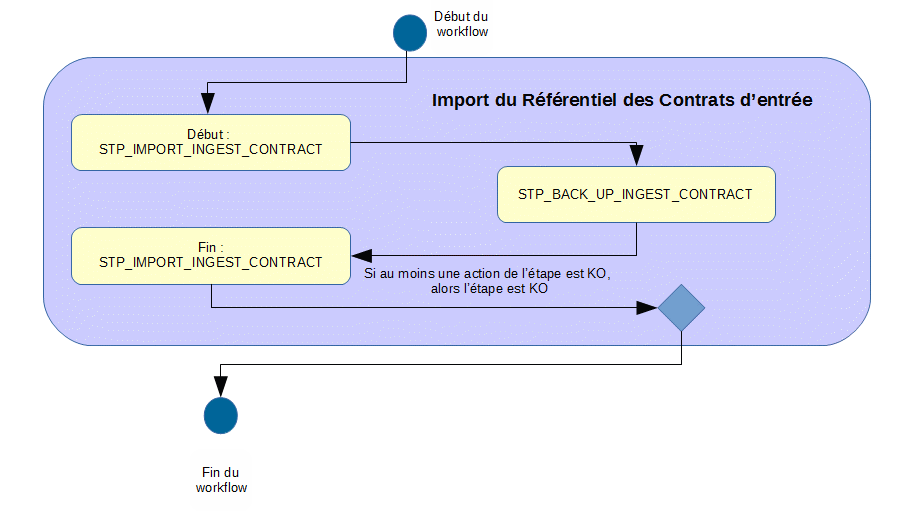 Début du
workflow
Import du Référentiel des Contrats d’entrée
Début :
STP_IMPORT_INGEST_CONTRACT
STP_BACK_UP_INGEST_CONTRACT
Fin :
STP_IMPORT_INGEST_CONTRACT
Si au moins une action de l’étape est KO,
alors l’étape est KO
Fin du
workflow